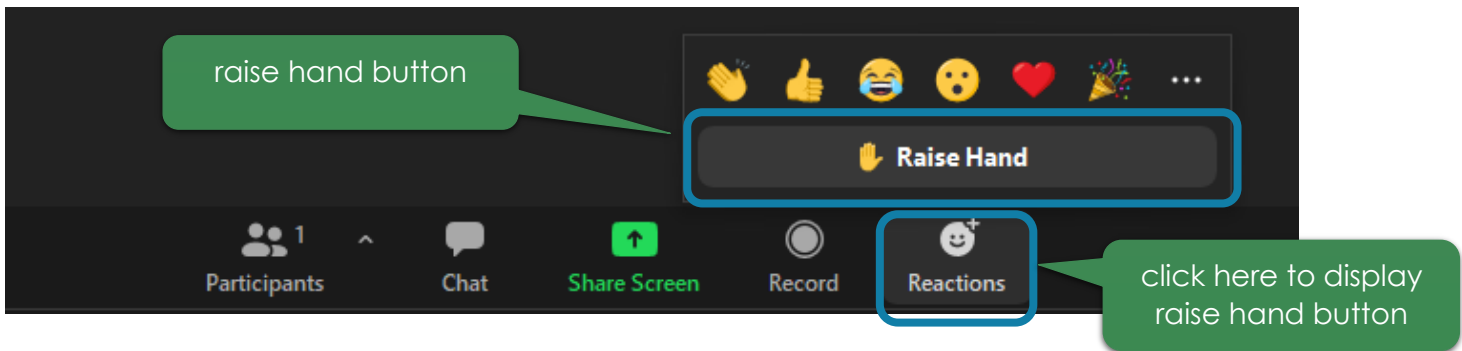 raise hand button
Raise Hand
1
Participants
Chat
Share Screen
Record
Reactions
click here to display
raise hand button